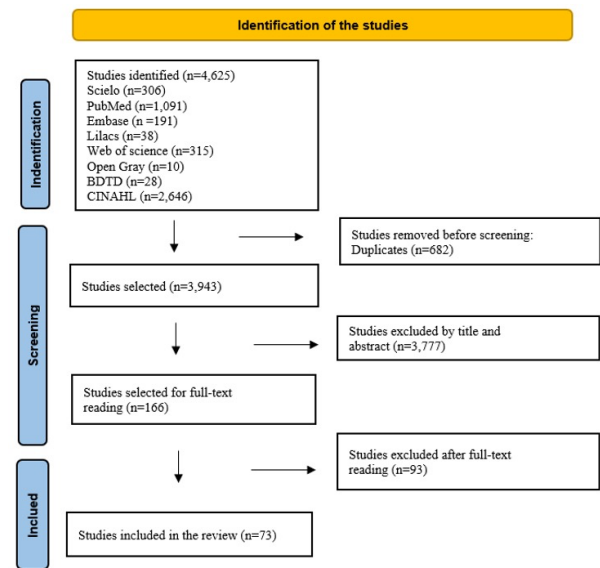 Identification of the studies
Indentification
Studies identified (n=4,625)
Scielo (n=306)
PubMed (n=1,091)
Embase (n =191)
Lilacs (n=38)
Web of science (n=315)
Open Gray (n=10)
BDTD (n=28)
CINAHL (n=2,646)
Studies removed before screening:
Duplicates (n=682)
Screening
Studies selected (n=3,943)
Studies excluded by title and
abstract (n=3,777)
Studies selected for full-text
reading (n=166)
Studies excluded after full-text
reading (n=93)
Inclued
Studies included in the review (n=73)